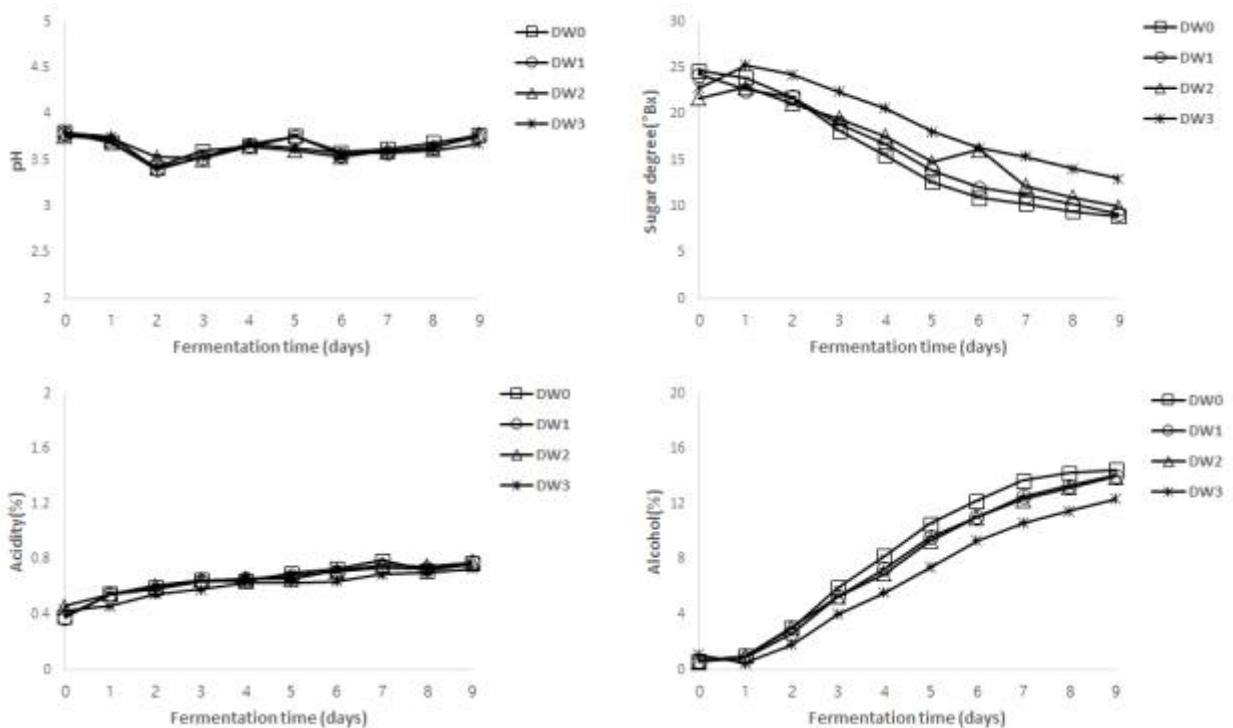 5
4.5
4
3.5
3
2.5
2
pH
0 1 2 3 4 5 6 7 8 9
Fermentation time (days)
DW0
DW1
DW2
DW3
30
25
20
15
10
5
0
Sugar degree(°Bx)
0 1 2 3 4 5 6 7 8 9
Fermentation time (days)
DW0
DW1
DW2
DW3
2
1.6
1.2
0.8
0.4
0
Acidity(%)
0 1 2 3 4 5 6 7 8 9
Fermentation time (days)
DW0
DW1
DW2
DW3
20
16
12
8
4
0
Alcohol(%)
0 1 2 3 4 5 6 7 8 9
Fermentation time (days)
DW0
DW1
DW2
DW3